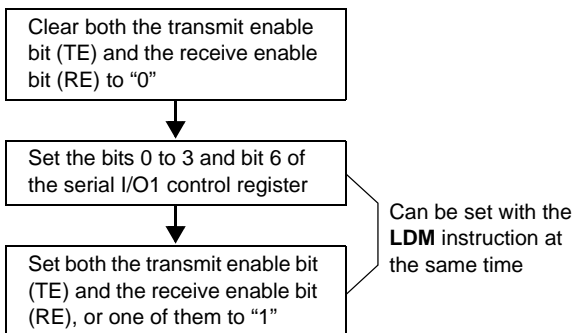 Clear both the transmit enable
bit (TE) and the receive enable
bit (RE) to “0”
Set the bits 0 to 3 and bit 6 of
the serial I/O1 control register
Can be set with the
LDM instruction at
the same time
Set both the transmit enable bit
(TE) and the receive enable bit
(RE), or one of them to “1”